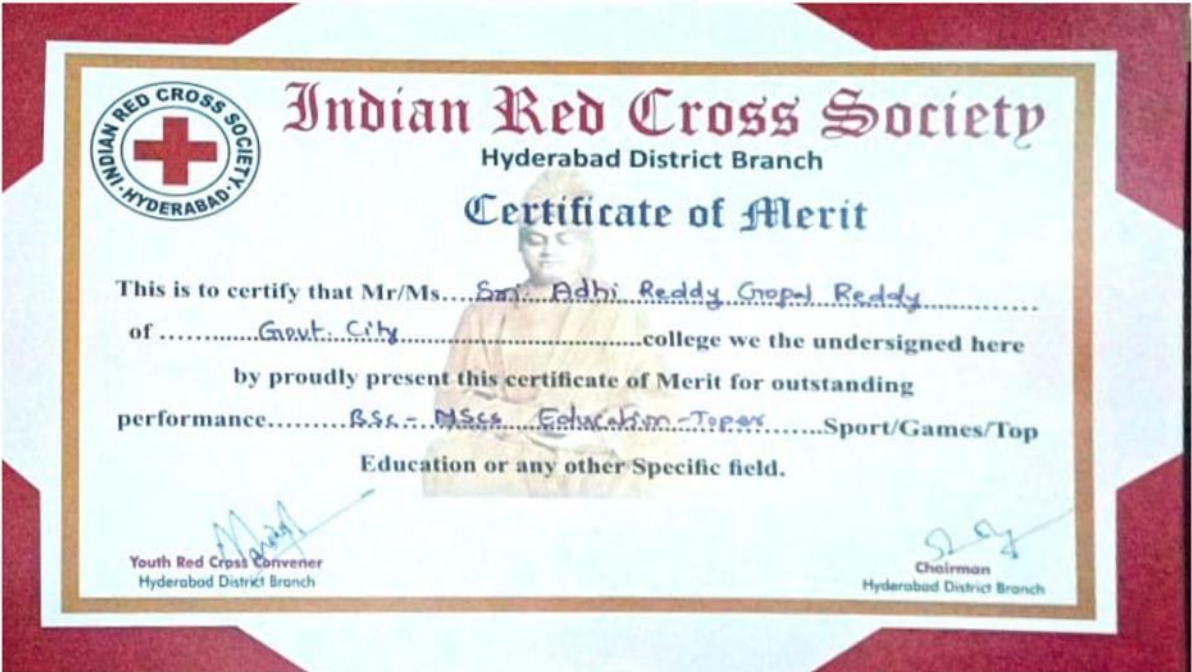 INDIAN RED CROSS SOCIETY
HYDERABAD
Indian Red Cross Society
Hyderabad District Branch
Certificate of Merit
This is to certify that Mr/Ms.... Adhi Reddy Gopal Reddy
of ...........Govt. City...........college we the undersigned here
by proudly present this certificate of Merit for outstanding
performance.........BSc - MSCs Education-Toper.......Sport/Games/Top
Education or any other Specific field.
Youth Red Cross Convener
Hyderabad District Branch
Chairman
Hyderabad District Branch